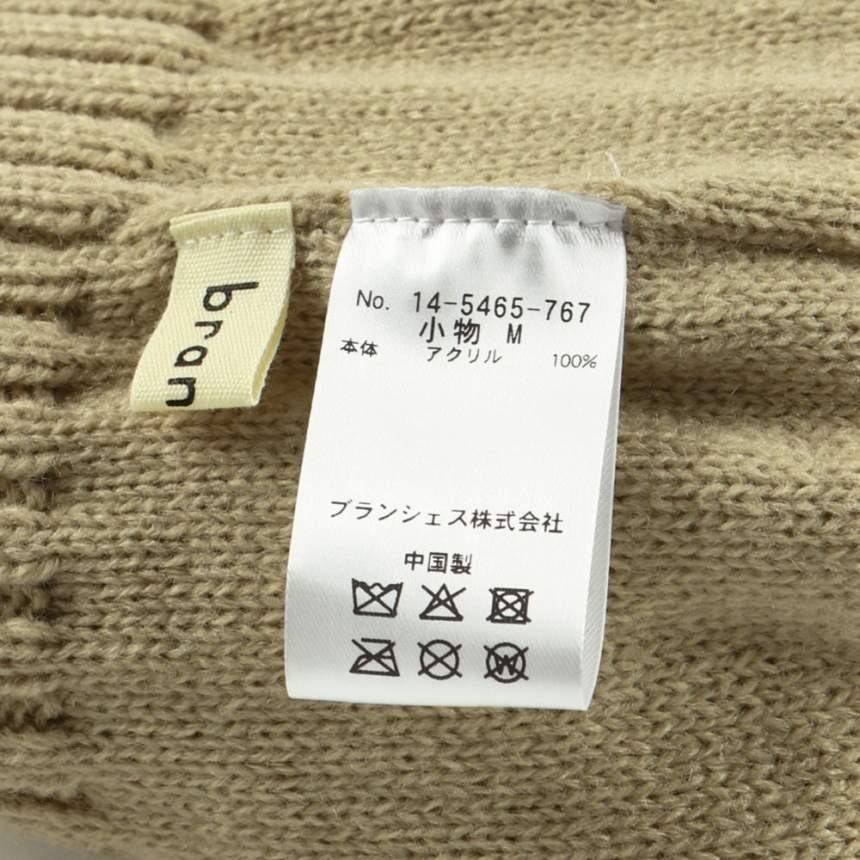 bran
No. 14-5465-767
小物 M
本体 アクリル 100%
ブランシェス株式会社
中国製